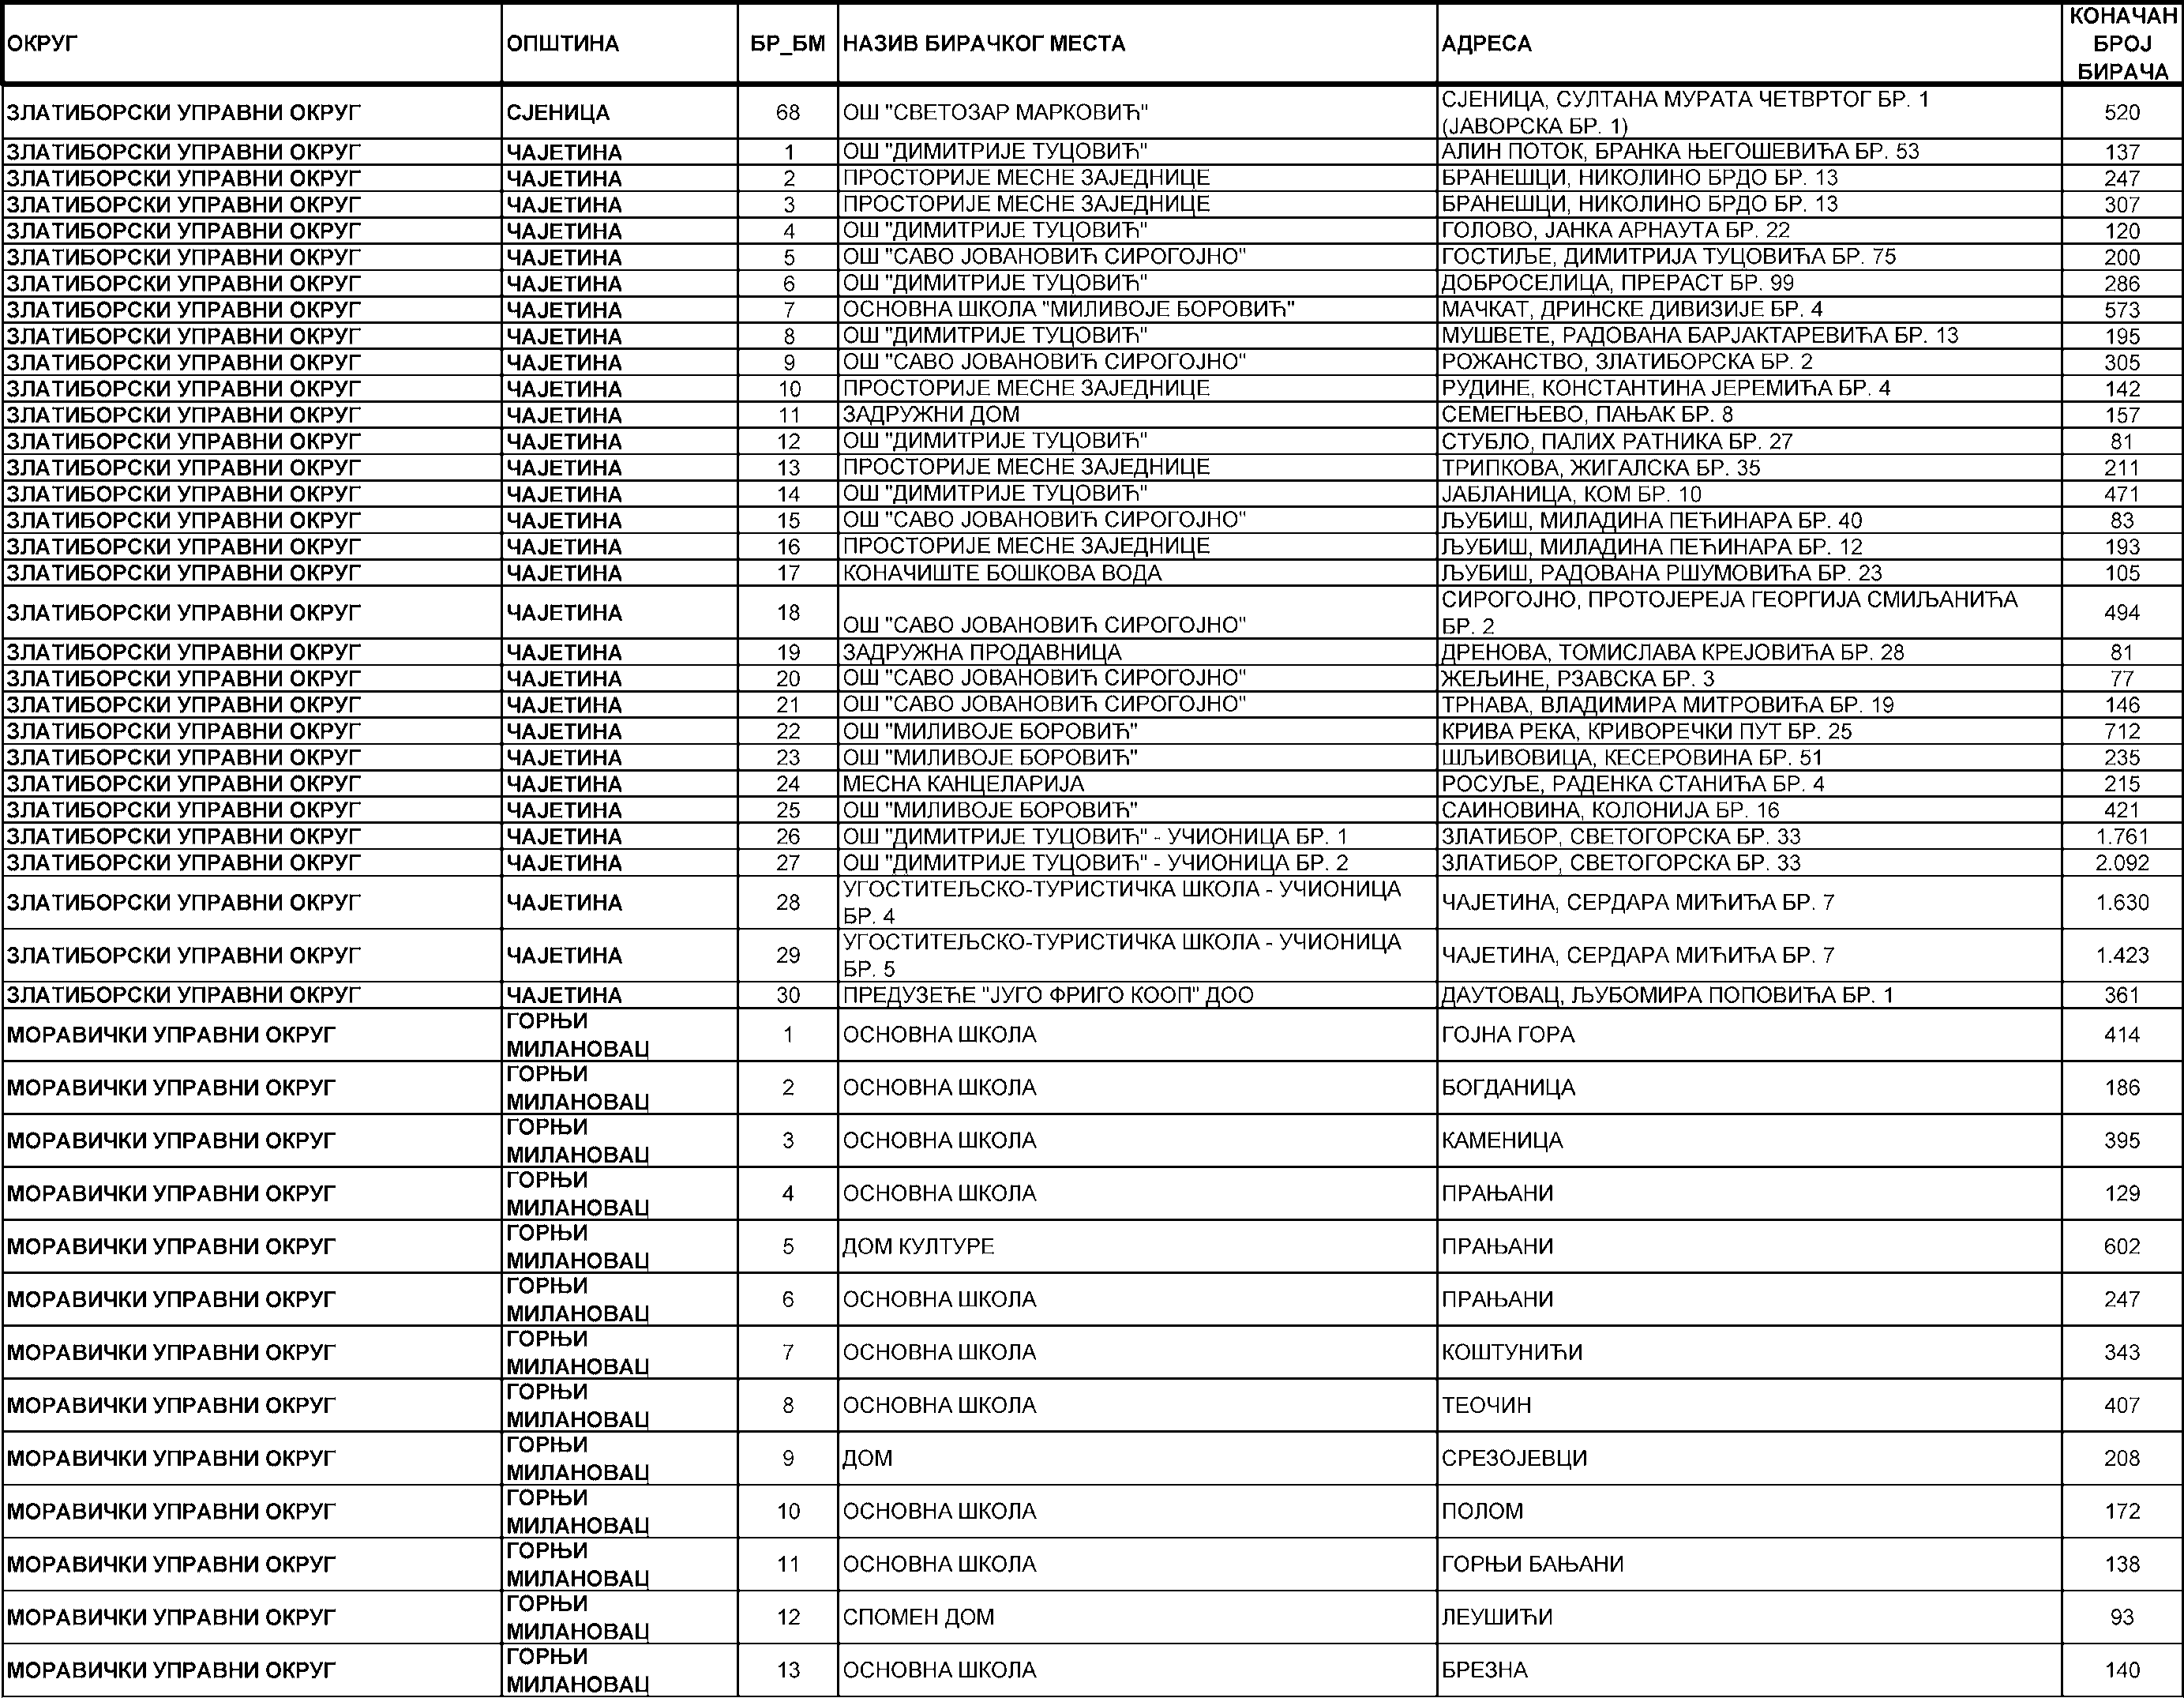 ОКРУГ ОПШТИНА БР_БМ НАЗИВ БИРАЧКОГ МЕСТА АДРЕСА КОНАЧАН
БРОЈ
БИРАЧА
ЗЛАТИБОРСКИ УПРАВНИ ОКРУГ СЈЕНИЦА 68 ОШ "СВЕТОЗАР МАРКОВИЋ" СЈЕНИЦА, СУЛТАНА МУРАТА ЧЕТВРТОГ БР. 1
(ЈАВОРСКА БР. 1) 520
ЗЛАТИБОРСКИ УПРАВНИ ОКРУГ ЧАЈЕТИНА 1 ОШ "ДИМИТРИЈЕ ТУЦОВИЋ" АЛИН ПОТОК, БРАНКА ЊЕГОШЕВИЋА БР. 53 137
ЗЛАТИБОРСКИ УПРАВНИ ОКРУГ ЧАЈЕТИНА 2 ПРОСТОРИЈЕ МЕСНЕ ЗАЈЕДНИЦЕ БРАНЕШЦИ, НИКОЛИНО БРДО БР. 13 247
ЗЛАТИБОРСКИ УПРАВНИ ОКРУГ ЧАЈЕТИНА 3 ПРОСТОРИЈЕ МЕСНЕ ЗАЈЕДНИЦЕ БРАНЕШЦИ, НИКОЛИНО БРДО БР. 13 307
ЗЛАТИБОРСКИ УПРАВНИ ОКРУГ ЧАЈЕТИНА 4 ОШ "ДИМИТРИЈЕ ТУЦОВИЋ" ГОЛОВО, ЈАНКА АРНАУТА БР. 22 120
ЗЛАТИБОРСКИ УПРАВНИ ОКРУГ ЧАЈЕТИНА 5 ОШ "САВО ЈОВАНОВИЋ СИРОГОЈНО" ГОСТИЉЕ, ДИМИТРИЈА ТУЦОВИЋА БР. 75 200
ЗЛАТИБОРСКИ УПРАВНИ ОКРУГ ЧАЈЕТИНА 6 ОШ "ДИМИТРИЈЕ ТУЦОВИЋ" ДОБРОСЕЛИЦА, ПРЕРАСТ БР. 99 286
ЗЛАТИБОРСКИ УПРАВНИ ОКРУГ ЧАЈЕТИНА 7 ОСНОВНА ШКОЛА "МИЛИВОЈЕ БОРОВИЋ" МАЧКАТ, ДРИНСКЕ ДИВИЗИЈЕ БР. 4 573
ЗЛАТИБОРСКИ УПРАВНИ ОКРУГ ЧАЈЕТИНА 8 ОШ "ДИМИТРИЈЕ ТУЦОВИЋ" МУШВЕТЕ, РАДОВАНА БАРЈАКТАРЕВИЋА БР. 13 195
ЗЛАТИБОРСКИ УПРАВНИ ОКРУГ ЧАЈЕТИНА 9 ОШ "САВО ЈОВАНОВИЋ СИРОГОЈНО" РОЖАНСТВО, ЗЛАТИБОРСКА БР. 2 305
ЗЛАТИБОРСКИ УПРАВНИ ОКРУГ ЧАЈЕТИНА 10 ПРОСТОРИЈЕ МЕСНЕ ЗАЈЕДНИЦЕ РУДИНЕ, КОНСТАНТИНА ЈЕРЕМИЋА БР. 4 142
ЗЛАТИБОРСКИ УПРАВНИ ОКРУГ ЧАЈЕТИНА 11 ЗАДРУЖНИ ДОМ СЕМЕГЊЕВО, ПАЊАК БР. 8 157
ЗЛАТИБОРСКИ УПРАВНИ ОКРУГ ЧАЈЕТИНА 12 ОШ "ДИМИТРИЈЕ ТУЦОВИЋ" СТУБЛО, ПАЛИХ РАТНИКА БР. 27 81
ЗЛАТИБОРСКИ УПРАВНИ ОКРУГ ЧАЈЕТИНА 13 ПРОСТОРИЈЕ МЕСНЕ ЗАЈЕДНИЦЕ ТРИПКОВА, ЖИГАЛСКА БР. 35 211
ЗЛАТИБОРСКИ УПРАВНИ ОКРУГ ЧАЈЕТИНА 14 ОШ "ДИМИТРИЈЕ ТУЦОВИЋ" ЈАБЛАНИЦА, КОМ БР. 10 471
ЗЛАТИБОРСКИ УПРАВНИ ОКРУГ ЧАЈЕТИНА 15 ОШ "САВО ЈОВАНОВИЋ СИРОГОЈНО" ЉУБИШ, МИЛАДИНА ПЕЋИНАРА БР. 40 83
ЗЛАТИБОРСКИ УПРАВНИ ОКРУГ ЧАЈЕТИНА 16 ПРОСТОРИЈЕ МЕСНЕ ЗАЈЕДНИЦЕ ЉУБИШ, МИЛАДИНА ПЕЋИНАРА БР. 12 193
ЗЛАТИБОРСКИ УПРАВНИ ОКРУГ ЧАЈЕТИНА 17 КОНАЧИШТЕ БОШКОВА ВОДА ЉУБИШ, РАДОВАНА РШУМОВИЋА БР. 23 105
ЗЛАТИБОРСКИ УПРАВНИ ОКРУГ ЧАЈЕТИНА 18 ОШ "САВО ЈОВАНОВИЋ СИРОГОЈНО" СИРОГОЈНО, ПРОТОЈЕРЕЈА ГЕОРГИЈА СМИЉАНИЋА
БР. 2 494
ЗЛАТИБОРСКИ УПРАВНИ ОКРУГ ЧАЈЕТИНА 19 ЗАДРУЖНА ПРОДАВНИЦА ДРЕНОВА, ТОМИСЛАВА КРЕЈОВИЋА БР. 28 81
ЗЛАТИБОРСКИ УПРАВНИ ОКРУГ ЧАЈЕТИНА 20 ОШ "САВО ЈОВАНОВИЋ СИРОГОЈНО" ЖЕЉИНЕ, РЗАВСКА БР. 3 77
ЗЛАТИБОРСКИ УПРАВНИ ОКРУГ ЧАЈЕТИНА 21 ОШ "САВО ЈОВАНОВИЋ СИРОГОЈНО" ТРНАВА, ВЛАДИМИРА МИТРОВИЋА БР. 19 146
ЗЛАТИБОРСКИ УПРАВНИ ОКРУГ ЧАЈЕТИНА 22 ОШ "МИЛИВОЈЕ БОРОВИЋ" КРИВА РЕКА, КРИВОРЕЧКИ ПУТ БР. 25 712
ЗЛАТИБОРСКИ УПРАВНИ ОКРУГ ЧАЈЕТИНА 23 ОШ "МИЛИВОЈЕ БОРОВИЋ" ШЉИВОВИЦА, КЕСЕРОВИНА БР. 51 235
ЗЛАТИБОРСКИ УПРАВНИ ОКРУГ ЧАЈЕТИНА 24 МЕСНА КАНЦЕЛАРИЈА РОСУЉЕ, РАДЕНКА СТАНИЋА БР. 4 215
ЗЛАТИБОРСКИ УПРАВНИ ОКРУГ ЧАЈЕТИНА 25 ОШ "МИЛИВОЈЕ БОРОВИЋ" САИНОВИНА, КОЛОНИЈА БР. 16 421
ЗЛАТИБОРСКИ УПРАВНИ ОКРУГ ЧАЈЕТИНА 26 ОШ "ДИМИТРИЈЕ ТУЦОВИЋ" - УЧИОНИЦА БР. 1 ЗЛАТИБОР, СВЕТОГОРСКА БР. 33 1.761
ЗЛАТИБОРСКИ УПРАВНИ ОКРУГ ЧАЈЕТИНА 27 ОШ "ДИМИТРИЈЕ ТУЦОВИЋ" - УЧИОНИЦА БР. 2 ЗЛАТИБОР, СВЕТОГОРСКА БР. 33 2.092
ЗЛАТИБОРСКИ УПРАВНИ ОКРУГ ЧАЈЕТИНА 28 УГОСТИТЕЉСКО-ТУРИСТИЧКА ШКОЛА - УЧИОНИЦА
БР. 4 ЧАЈЕТИНА, СЕРДАРА МИЋИЋА БР. 7 1.630
ЗЛАТИБОРСКИ УПРАВНИ ОКРУГ ЧАЈЕТИНА 29 УГОСТИТЕЉСКО-ТУРИСТИЧКА ШКОЛА - УЧИОНИЦА
БР. 5 ЧАЈЕТИНА, СЕРДАРА МИЋИЋА БР. 7 1.423
ЗЛАТИБОРСКИ УПРАВНИ ОКРУГ ЧАЈЕТИНА 30 ПРЕДУЗЕЋЕ "ЈУГО ФРИГО КООП" ДОО ДАУТОВАЦ, ЉУБОМИРА ПОПОВИЋА БР. 1 361
МОРАВИЧКИ УПРАВНИ ОКРУГ ГОРЊИ
МИЛАНОВАЦ 1 ОСНОВНА ШКОЛА ГОЈНА ГОРА 414
МОРАВИЧКИ УПРАВНИ ОКРУГ ГОРЊИ
МИЛАНОВАЦ 2 ОСНОВНА ШКОЛА БОГДАНИЦА 186
МОРАВИЧКИ УПРАВНИ ОКРУГ ГОРЊИ
МИЛАНОВАЦ 3 ОСНОВНА ШКОЛА КАМЕНИЦА 395
МОРАВИЧКИ УПРАВНИ ОКРУГ ГОРЊИ
МИЛАНОВАЦ 4 ОСНОВНА ШКОЛА ПРАЊАНИ 129
МОРАВИЧКИ УПРАВНИ ОКРУГ ГОРЊИ
МИЛАНОВАЦ 5 ДОМ КУЛТУРЕ ПРАЊАНИ 602
МОРАВИЧКИ УПРАВНИ ОКРУГ ГОРЊИ
МИЛАНОВАЦ 6 ОСНОВНА ШКОЛА ПРАЊАНИ 247
МОРАВИЧКИ УПРАВНИ ОКРУГ ГОРЊИ
МИЛАНОВАЦ 7 ОСНОВНА ШКОЛА КОШТУНИЋИ 343
МОРАВИЧКИ УПРАВНИ ОКРУГ ГОРЊИ
МИЛАНОВАЦ 8 ОСНОВНА ШКОЛА ТЕОЧИН 407
МОРАВИЧКИ УПРАВНИ ОКРУГ ГОРЊИ
МИЛАНОВАЦ 9 ДОМ СРЕЗОЈЕВЦИ 208
МОРАВИЧКИ УПРАВНИ ОКРУГ ГОРЊИ
МИЛАНОВАЦ 10 ОСНОВНА ШКОЛА ПОЛОМ 172
МОРАВИЧКИ УПРАВНИ ОКРУГ ГОРЊИ
МИЛАНОВАЦ 11 ОСНОВНА ШКОЛА ГОРЊИ БАЊАНИ 138
МОРАВИЧКИ УПРАВНИ ОКРУГ ГОРЊИ
МИЛАНОВАЦ 12 СПОМЕН ДОМ ЛЕУШИЋИ 93
МОРАВИЧКИ УПРАВНИ ОКРУГ ГОРЊИ
МИЛАНОВАЦ 13 ОСНОВНА ШКОЛА БРЕЗНА 140